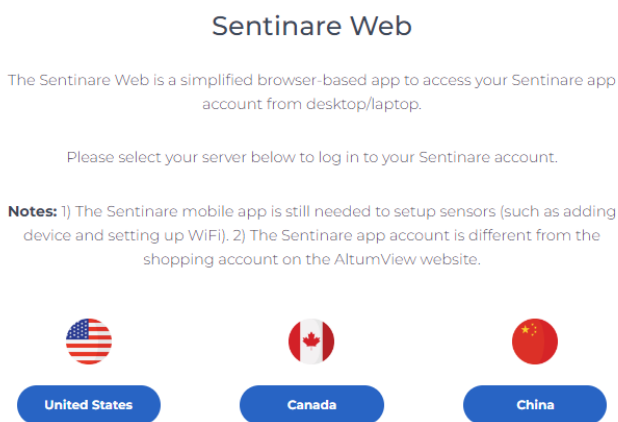 Sentinare Web
The Sentinare Web is a simplified browser-based app to access your Sentinare app
account from desktop/laptop.
Please select your server below to log in to your Sentinare account.
Notes: 1) The Sentinare mobile app is still needed to setup sensors (such as adding
device and setting up WiFi). 2) The Sentinare app account is different from the
shopping account on the AltumView website.
United States
Canada
China